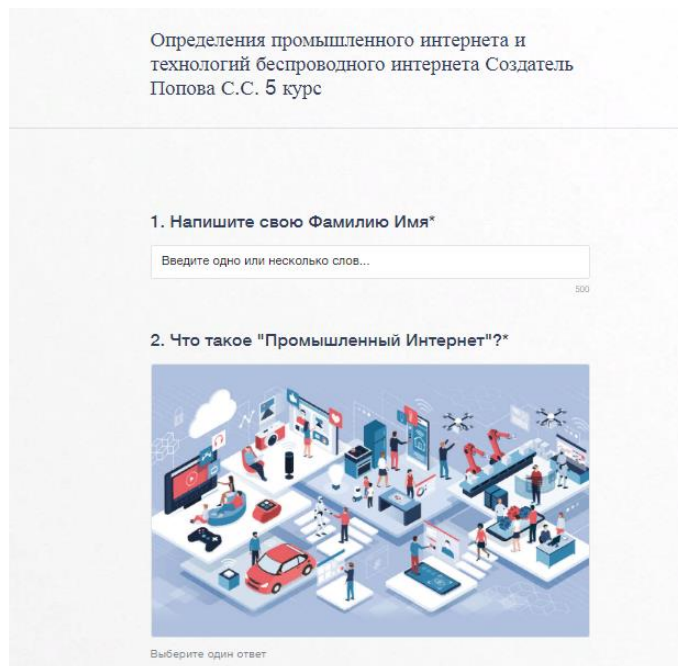 Определения промышленного интернета и
технологий беспроводного интернета Создатель
Попова С.С. 5 курс
1. Напишите свою Фамилию Имя*
Введите одно или несколько слов...
500
2. Что такое "Промышленный Интернет"?*
Выберите один ответ